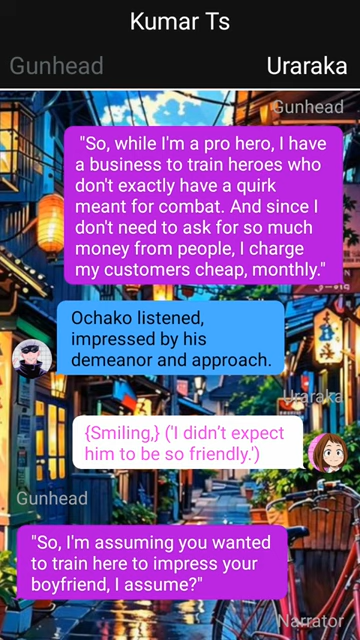 Kumar Ts
Gunhead
Uraraka
Gunhead
"So, while I'm a pro hero, I have
a business to train heroes who
don't exactly have a quirk
meant for combat. And since I
don't need to ask for so much
money from people, I charge
my customers cheap, monthly."
Ochako listened,
impressed by his
demeanor and approach.
Uraraka
{Smiling,} ('I didn’t expect
him to be so friendly.')
Gunhead
"So, I'm assuming you wanted
to train here to impress your
boyfriend, I assume?"
Narrator